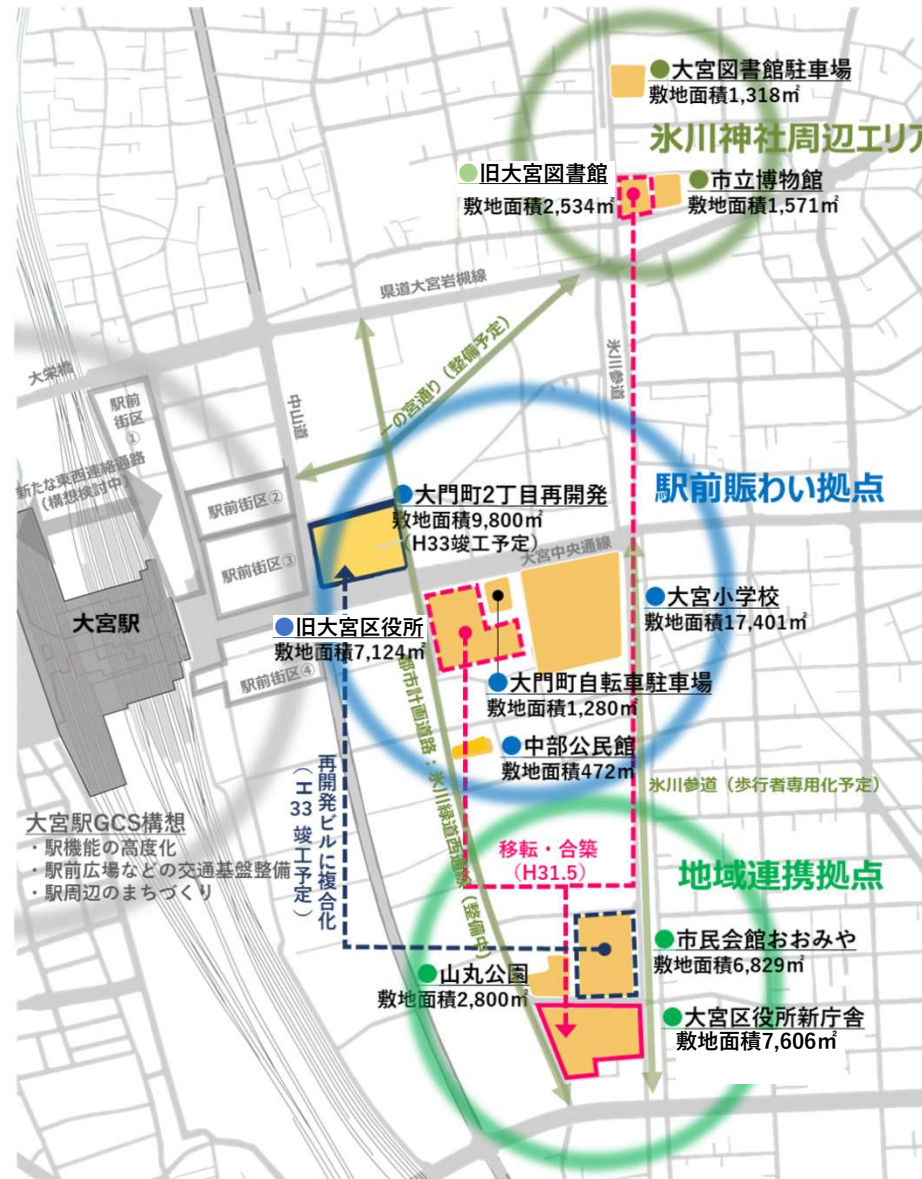 ●大宮図書館駐車場
敷地面積1,318㎡
氷川神社周辺エリア
●旧大宮図書館
敷地面積2,534㎡
●市立博物館
敷地面積1,571㎡
県道大宮岩槻線
大栄橋
一の宮通り（整備予定）
氷川参道
中山道
駅前
街区
①
新たな東西連絡通路
（構想検討中）
駅前街区②
駅前街区③
駅前街区④
大宮駅
駅前賑わい拠点
●大門町2丁目再開発
敷地面積9,800㎡
（H33竣工予定）
大宮中央通線
●旧大宮区役所
敷地面積7,124㎡
●大宮小学校
敷地面積17,401㎡
●大門町自転車駐車場
敷地面積1,280㎡
●中部公民館
敷地面積472㎡
都市計画道路：氷川緑道西通線（整備中）
氷川参道（歩行者専用化予定）
再開発ビルに複合化
（H33竣工予定）
大宮駅GCS構想
・駅機能の高度化
・駅前広場などの交通基盤整備
・駅周辺のまちづくり
移転・合築
（H31.5）
地域連携拠点
●市民会館おおみや
敷地面積6,829㎡
●山丸公園
敷地面積2,800㎡
●大宮区役所新庁舎
敷地面積7,606㎡